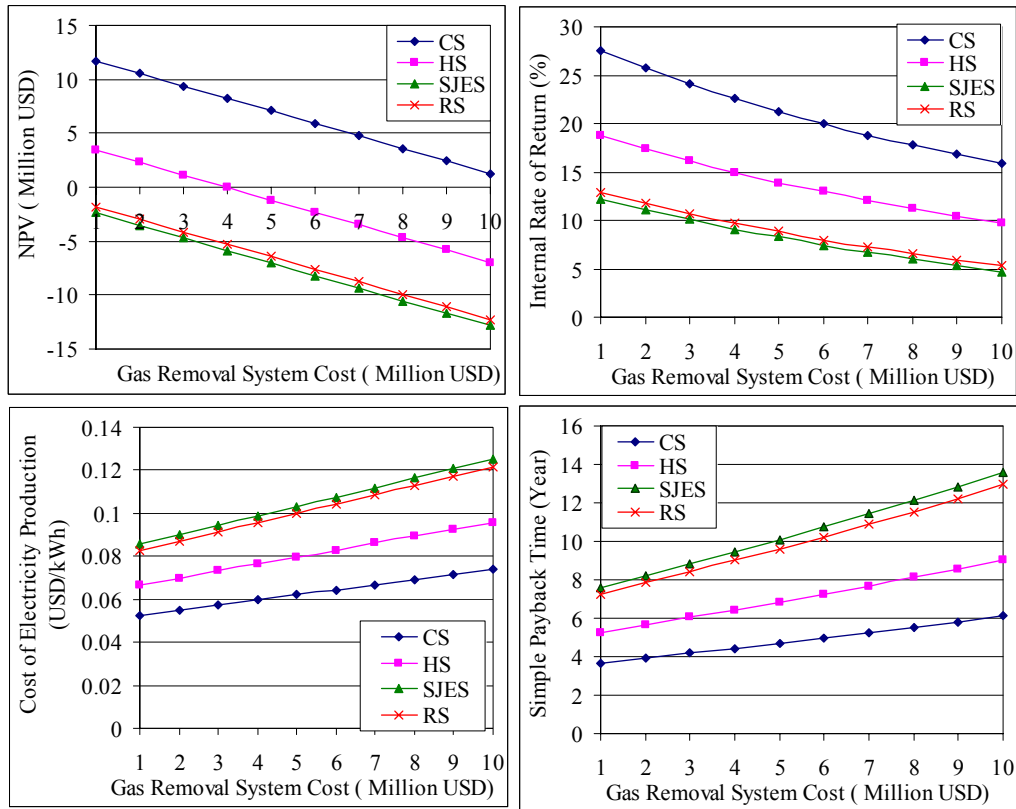 NPV ( Million USD)
15
10
5
0
-5
-10
-15
1 2 3 4 5 6 7 8 9 10
Gas Removal System Cost ( Million USD)
CS
HS
SJES
RS
Internal Rate of Return (%)
30
25
20
15
10
5
0
1 2 3 4 5 6 7 8 9 10
Gas Removal System Cost ( Million USD)
CS
HS
SJES
RS
Cost of Electricity Production
(USD/kWh)
0.14
0.12
0.1
0.08
0.06
0.04
0.02
0
1 2 3 4 5 6 7 8 9 10
Gas Removal System Cost ( Million USD)
CS
HS
SJES
RS
Simple Payback Time (Year)
16
14
12
10
8
6
4
2
0
1 2 3 4 5 6 7 8 9 10
Gas Removal System Cost ( Million USD)
CS
HS
SJES
RS